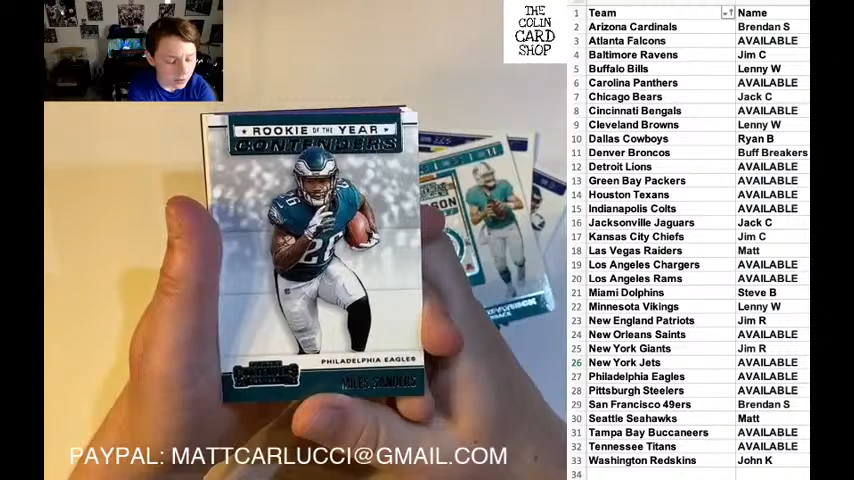 THE
COLIN
CARD
SHOP
ROOKIE OF THE YEAR
CONTENDERS
26
PHILADELPHIA EAGLES
CONTENDERS
MILES SANDERS
PAYPAL: MATTCARLUCCI@GMAIL.COM
1 Team Name
2 Arizona Cardinals Brendan S
3 Atlanta Falcons AVAILABLE
4 Baltimore Ravens Jim C
5 Buffalo Bills Lenny W
6 Carolina Panthers AVAILABLE
7 Chicago Bears Jack C
8 Cincinnati Bengals AVAILABLE
9 Cleveland Browns Lenny W
10 Dallas Cowboys Ryan B
11 Denver Broncos Buff Breakers
12 Detroit Lions AVAILABLE
13 Green Bay Packers AVAILABLE
14 Houston Texans AVAILABLE
15 Indianapolis Colts AVAILABLE
16 Jacksonville Jaguars Jack C
17 Kansas City Chiefs Jim C
18 Las Vegas Raiders Matt
19 Los Angeles Chargers AVAILABLE
20 Los Angeles Rams AVAILABLE
21 Miami Dolphins Steve B
22 Minnesota Vikings Lenny W
23 New England Patriots Jim R
24 New Orleans Saints AVAILABLE
25 New York Giants Jim R
26 New York Jets AVAILABLE
27 Philadelphia Eagles AVAILABLE
28 Pittsburgh Steelers AVAILABLE
29 San Francisco 49ers Brendan S
30 Seattle Seahawks Matt
31 Tampa Bay Buccaneers AVAILABLE
32 Tennessee Titans AVAILABLE
33 Washington Redskins John K
34